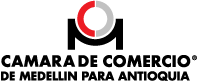 CAMARA DE COMERCIO®
DE MEDELLIN PARA ANTIOQUIA